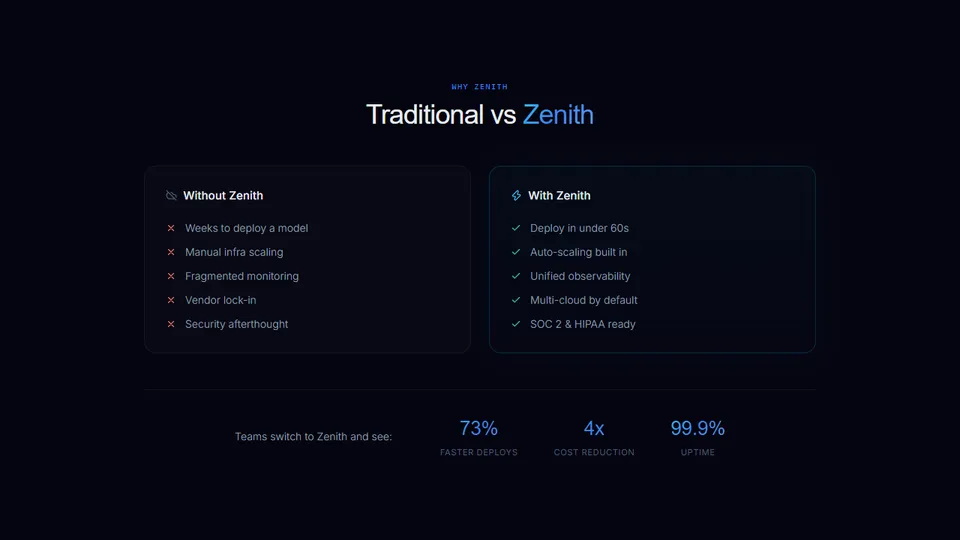 WHY ZENITH
Traditional vs Zenith
Without Zenith
Weeks to deploy a model
Manual infra scaling
Fragmented monitoring
Vendor lock-in
Security afterthought
With Zenith
Deploy in under 60s
Auto-scaling built in
Unified observability
Multi-cloud by default
SOC 2 & HIPAA ready
Teams switch to Zenith and see:
73%
FASTER DEPLOYS
4x
COST REDUCTION
99.9%
UPTIME